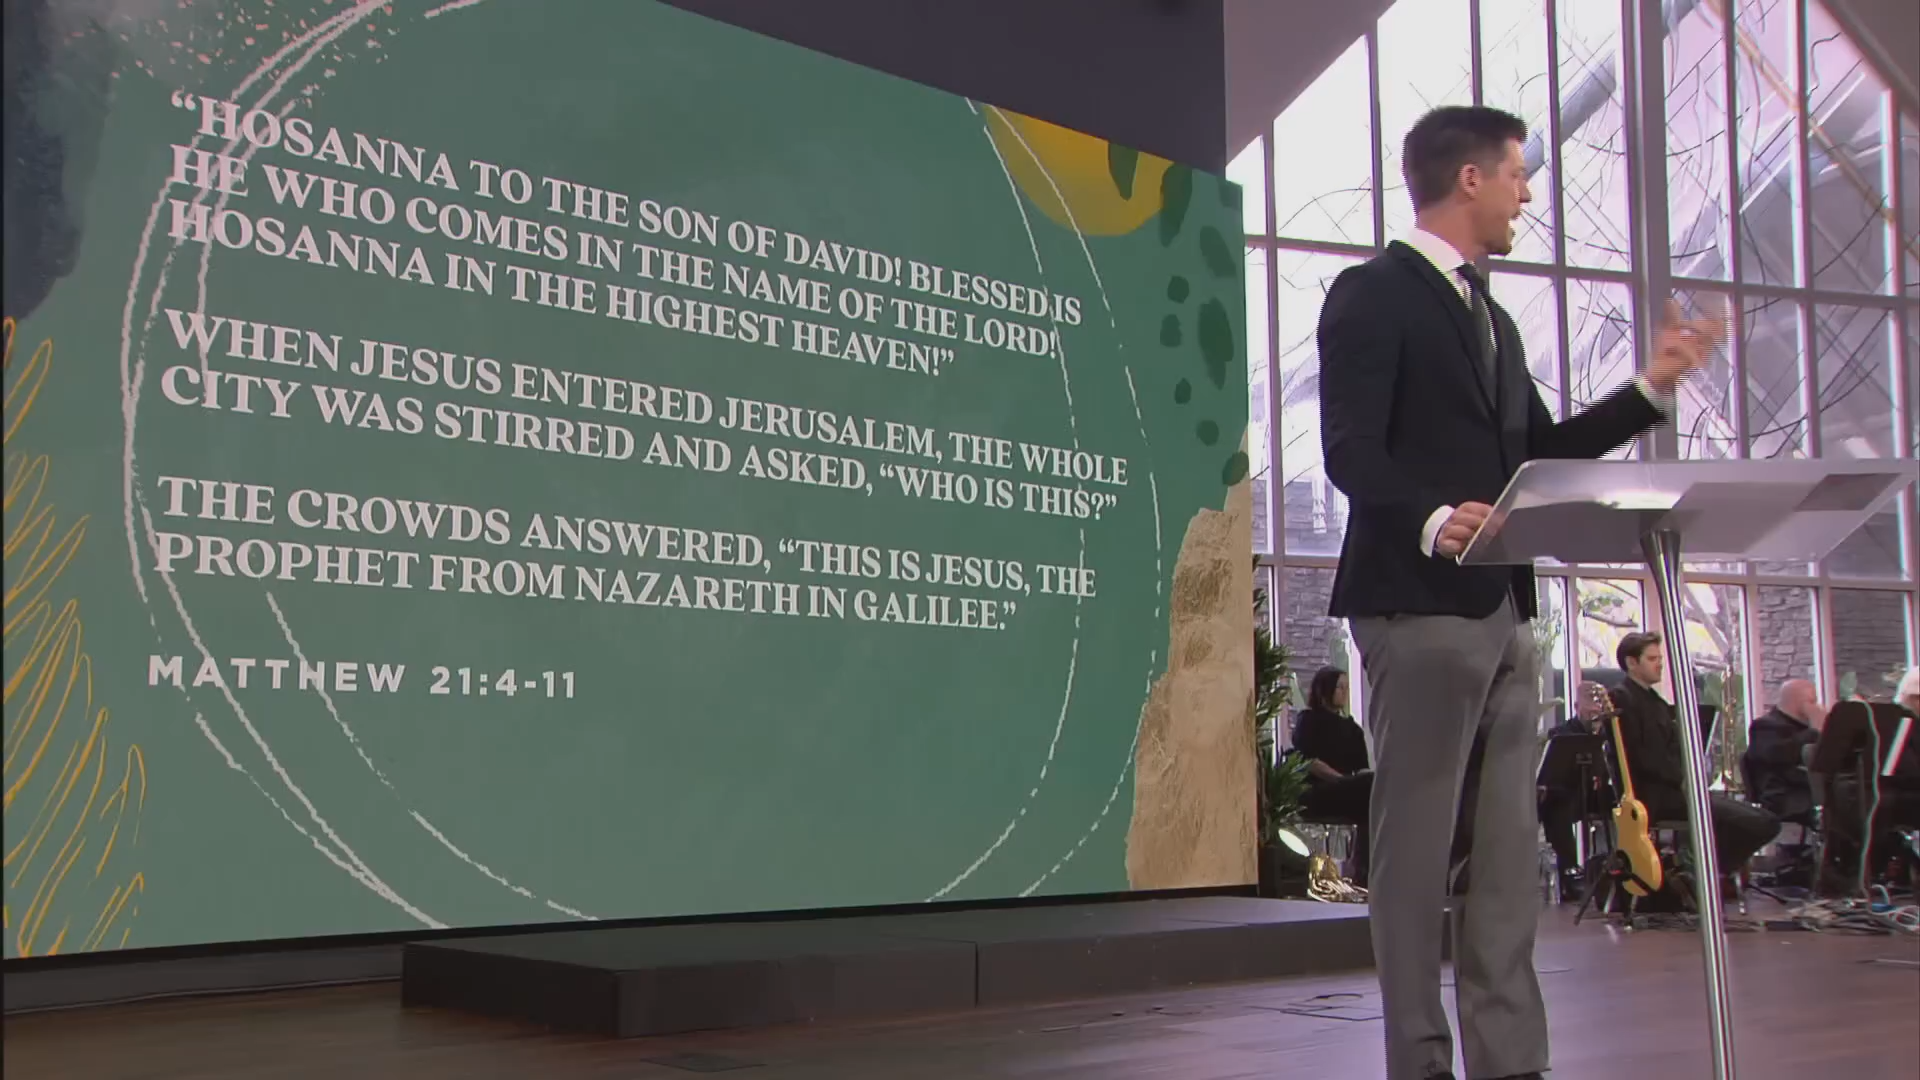 “HOSANNA TO THE SON OF DAVID! BLESSED IS
HE WHO COMES IN THE NAME OF THE LORD!
HOSANNA IN THE HIGHEST HEAVEN!”
WHEN JESUS ENTERED JERUSALEM, THE WHOLE
CITY WAS STIRRED AND ASKED, “WHO IS THIS?”
THE CROWDS ANSWERED, “THIS IS JESUS, THE
PROPHET FROM NAZARETH IN GALILEE.”
MATTHEW 21:4-11